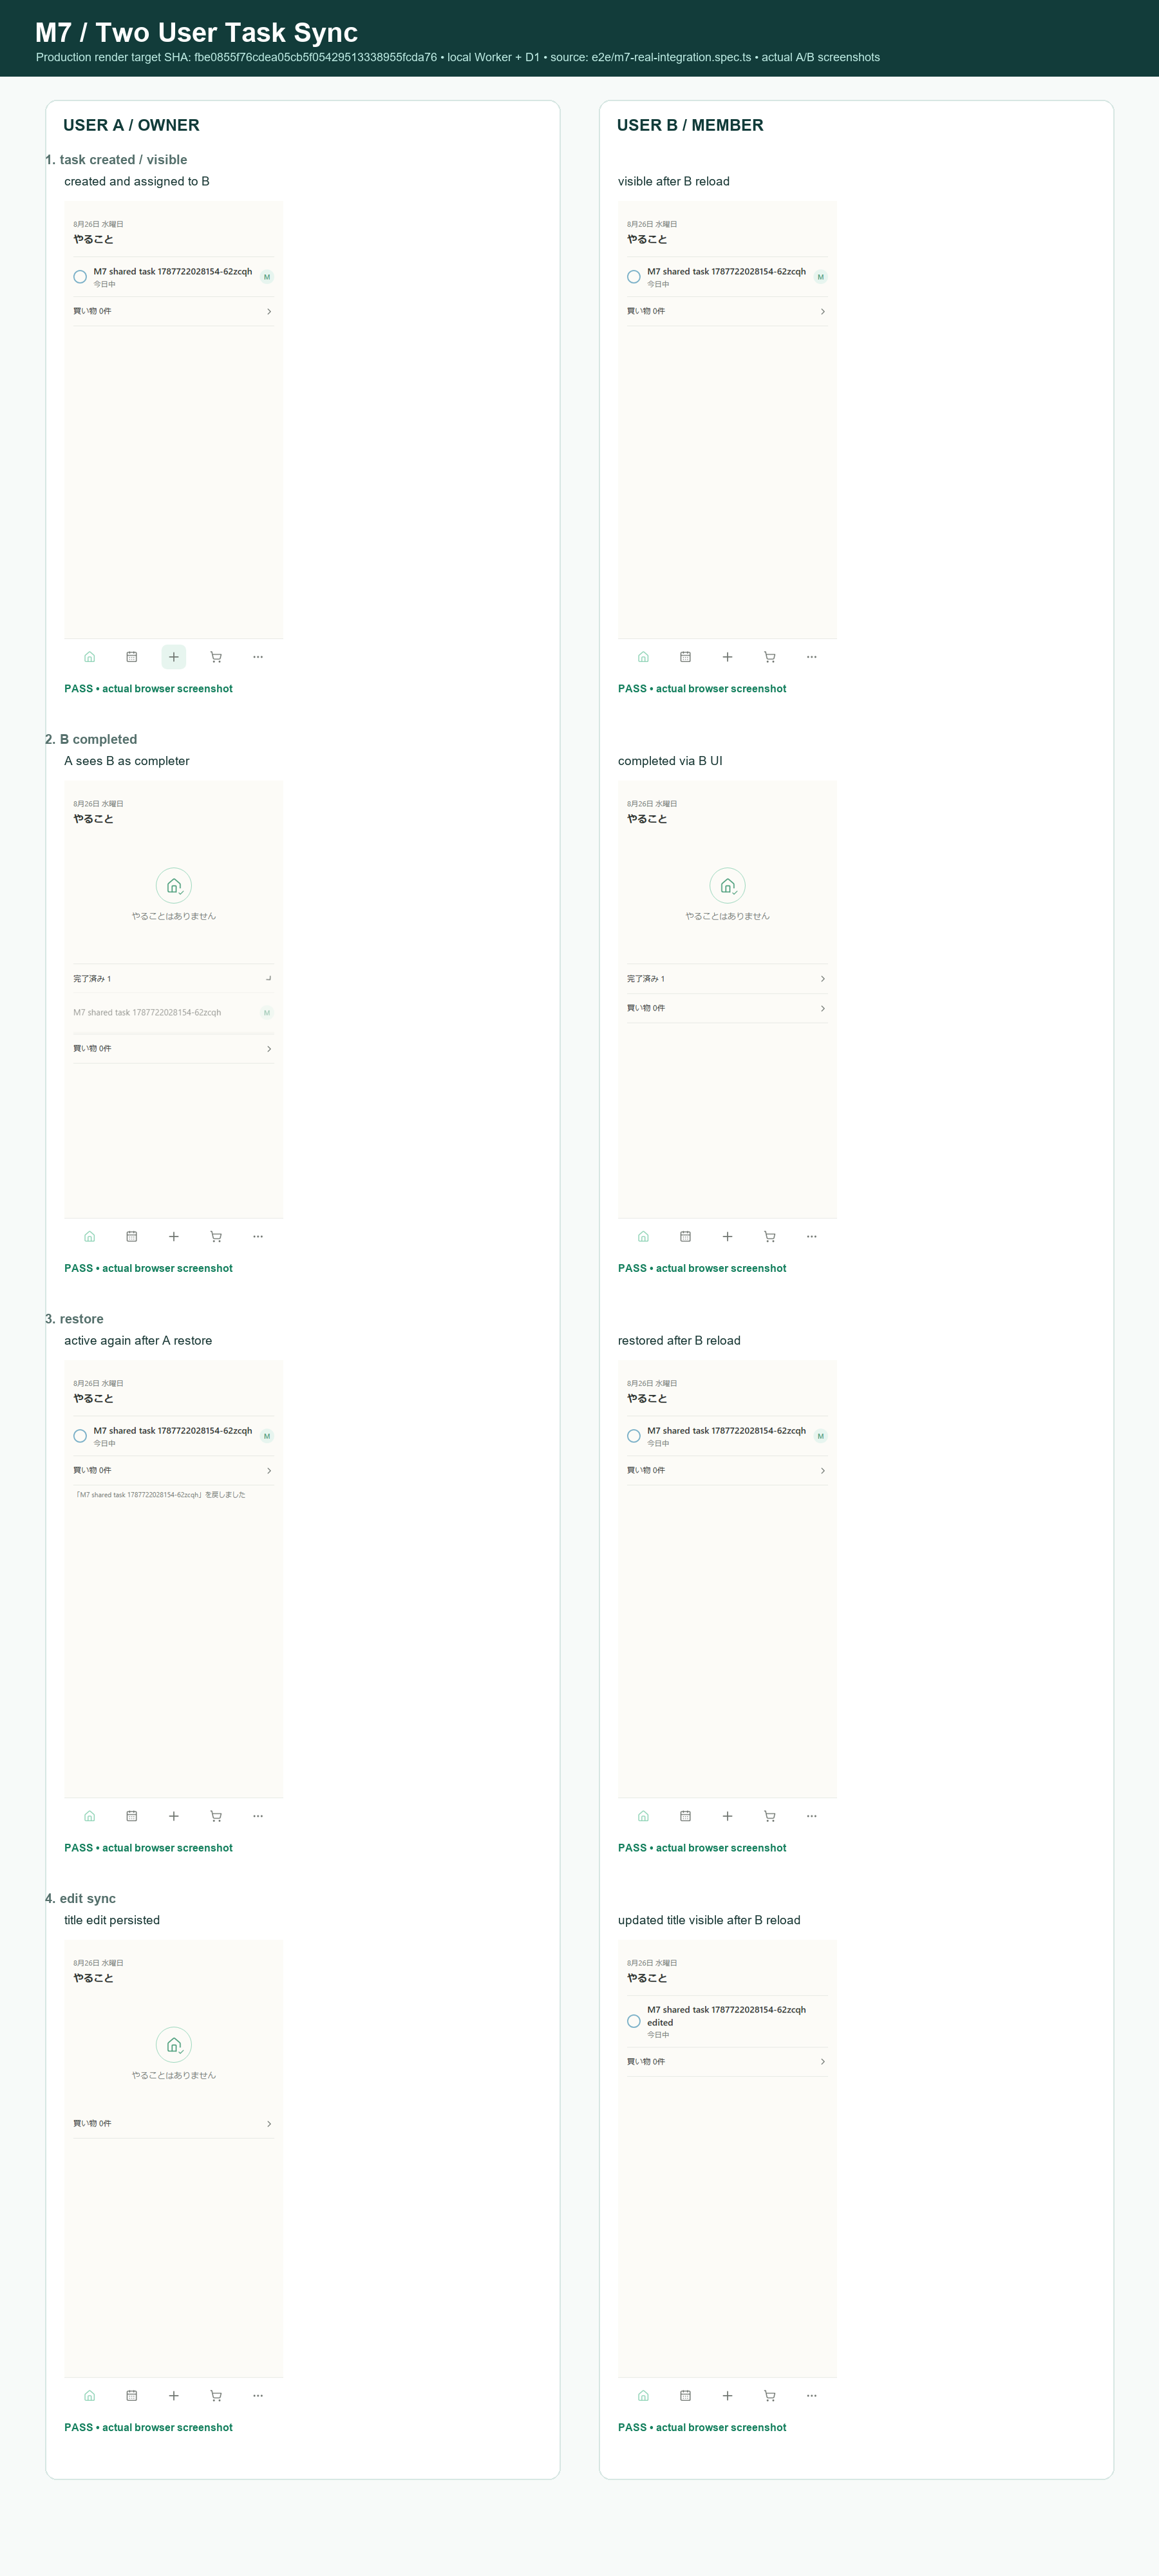 M7 / Two User Task Sync
Production render target SHA: fbe0855f76cdea05cb5f05429513338955fcda76 • local Worker + D1 • source: e2e/m7-real-integration.spec.ts • actual A/B screenshots
USER A / OWNER
USER B / MEMBER
1. task created / visible
created and assigned to B
visible after B reload
8月26日 水曜日
やること
M7 shared task 1787722028154-62zcqh
M
今日中
買い物 0件
8月26日 水曜日
やること
M7 shared task 1787722028154-62zcqh
M
今日中
買い物 0件
PASS • actual browser screenshot
PASS • actual browser screenshot
2. B completed
A sees B as completer
completed via B UI
8月26日 水曜日
やること
やることはありません
完了済み 1
M7 shared task 1787722028154-62zcqh
M
買い物 0件
8月26日 水曜日
やること
やることはありません
完了済み 1
買い物 0件
PASS • actual browser screenshot
PASS • actual browser screenshot
3. restore
active again after A restore
restored after B reload
8月26日 水曜日
やること
M7 shared task 1787722028154-62zcqh
M
今日中
買い物 0件
「M7 shared task 1787722028154-62zcqh」を戻しました
8月26日 水曜日
やること
M7 shared task 1787722028154-62zcqh
M
今日中
買い物 0件
PASS • actual browser screenshot
PASS • actual browser screenshot
4. edit sync
title edit persisted
updated title visible after B reload
8月26日 水曜日
やること
やることはありません
買い物 0件
8月26日 水曜日
やること
M7 shared task 1787722028154-62zcqh
edited
今日中
買い物 0件
PASS • actual browser screenshot
PASS • actual browser screenshot